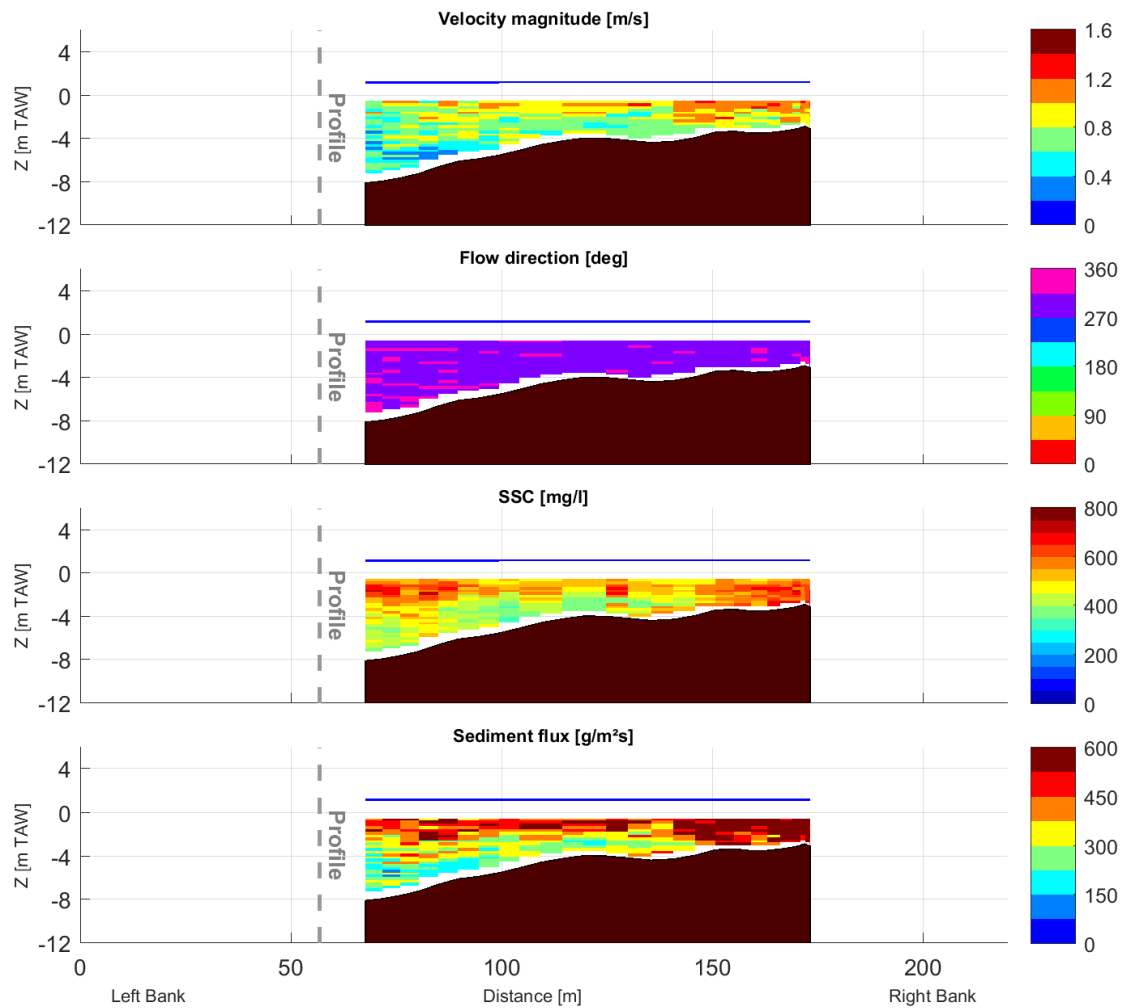 Velocity magnitude [m/s]
4
0
-4
-8
-12
Z [m TAW]
Profile
1.6
1.2
0.8
0.4
0
Flow direction [deg]
4
0
-4
-8
-12
Z [m TAW]
Profile
360
270
180
90
0
SSC [mg/l]
4
0
-4
-8
-12
Z [m TAW]
Profile
800
600
400
200
0
Sediment flux [g/m²s]
4
0
-4
-8
-12
Z [m TAW]
Profile
600
450
300
150
0
0 50 100 150 200
Left Bank Distance [m] Right Bank